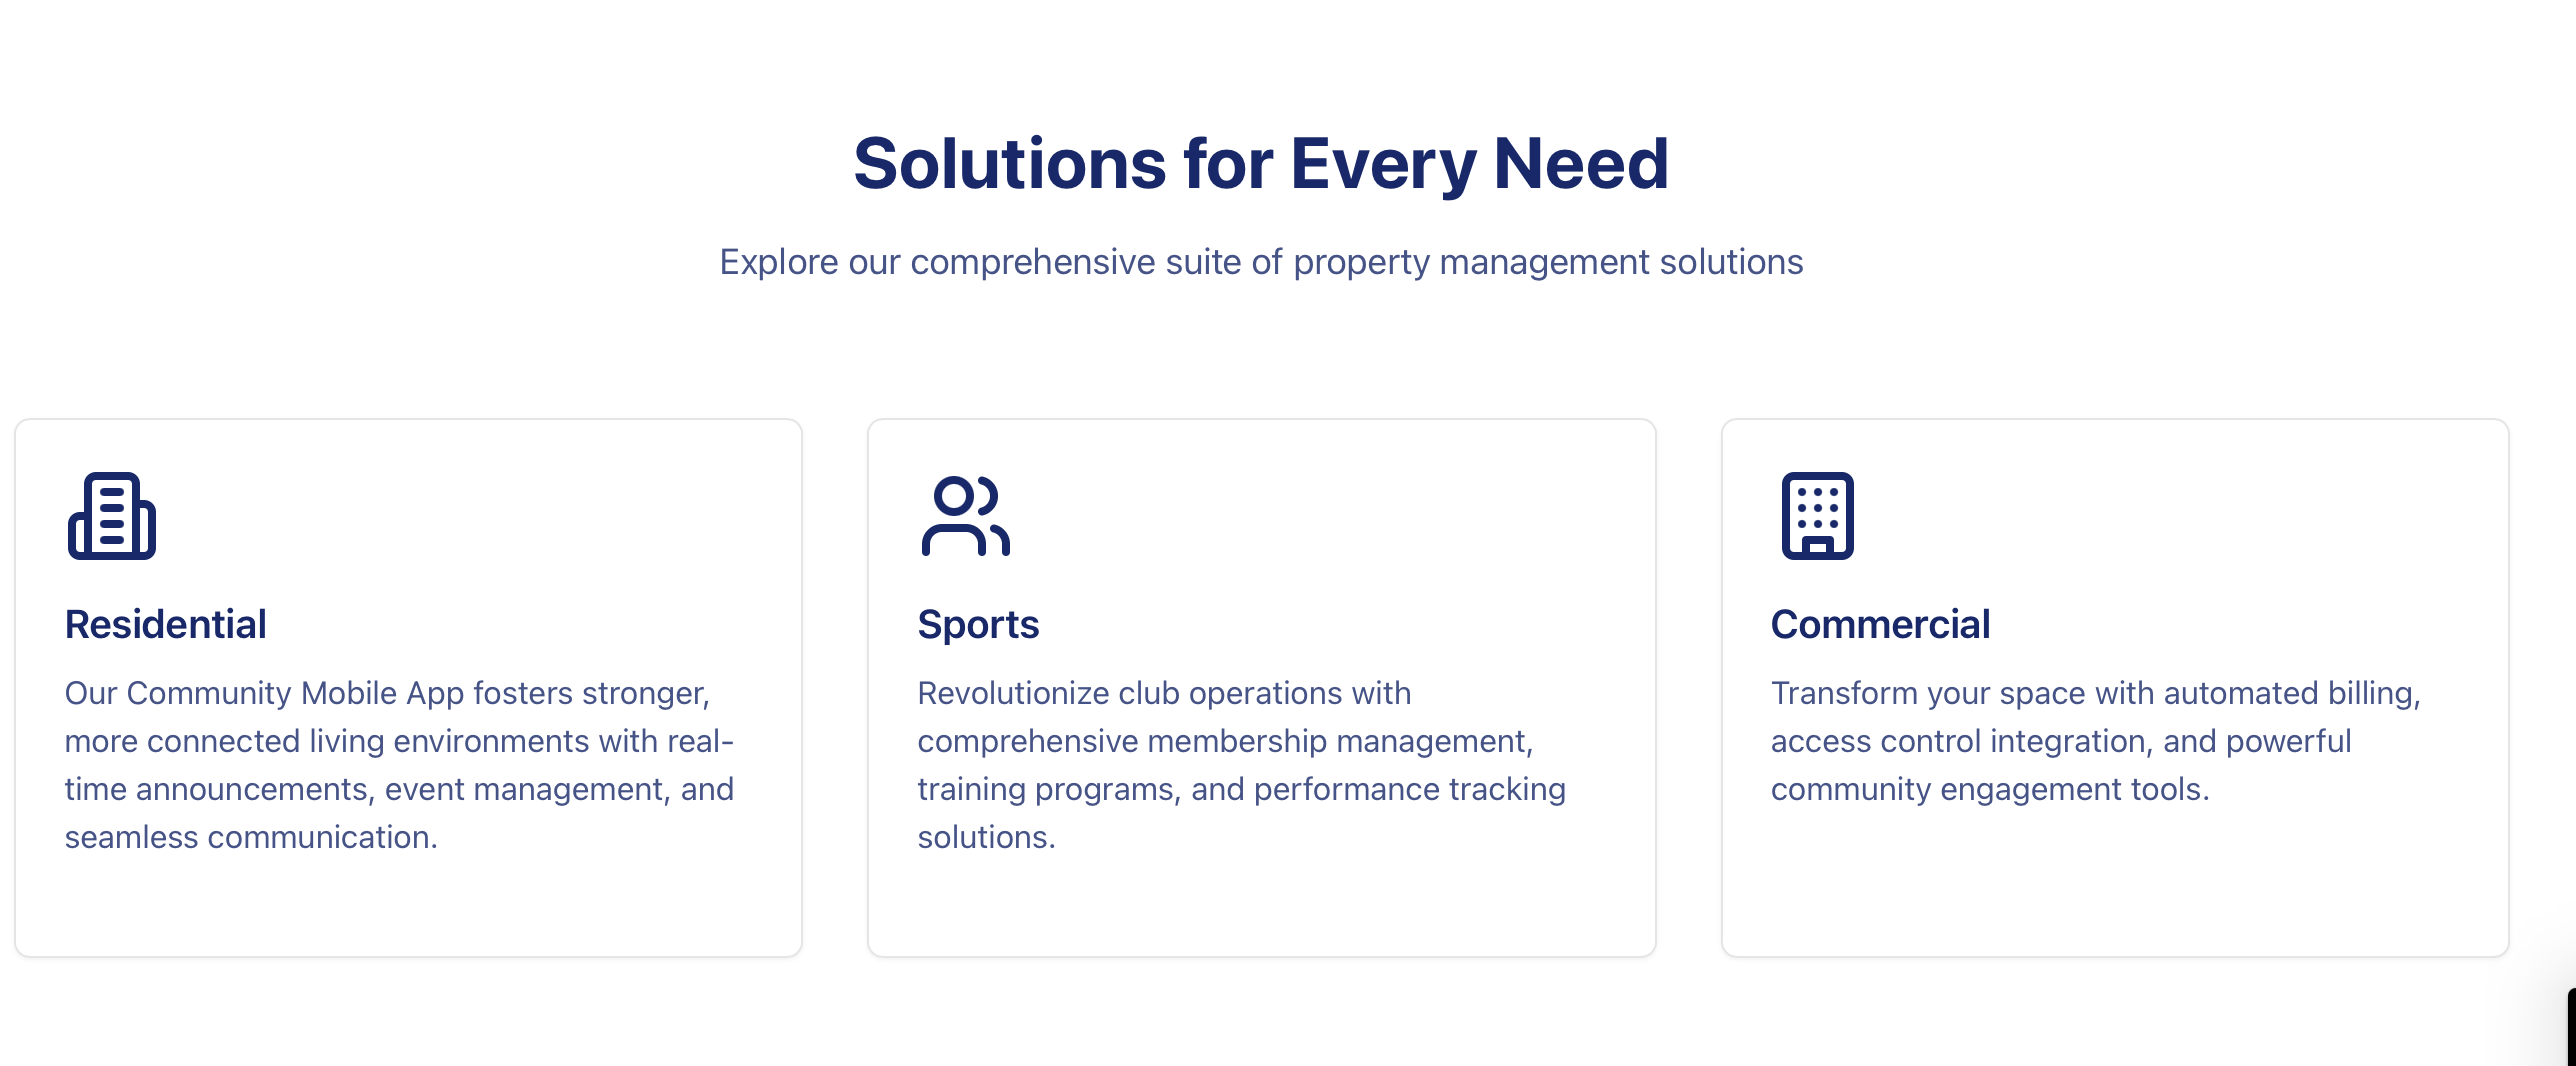 Solutions for Every Need
Explore our comprehensive suite of property management solutions
Residential
Our Community Mobile App fosters stronger,
more connected living environments with real-
time announcements, event management, and
seamless communication.
Sports
Revolutionize club operations with
comprehensive membership management,
training programs, and performance tracking
solutions.
Commercial
Transform your space with automated billing,
access control integration, and powerful
community engagement tools.